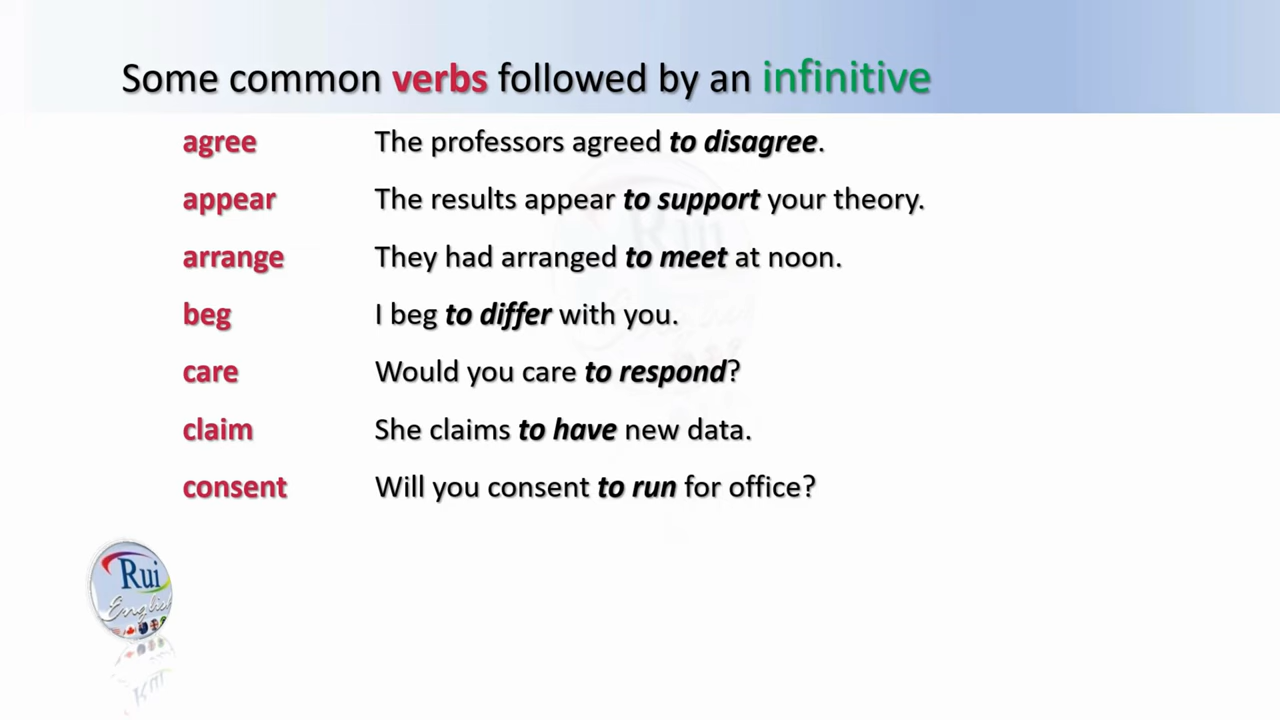 Some common verbs followed by an infinitive
agree The professors agreed to disagree.
appear The results appear to support your theory.
arrange They had arranged to meet at noon.
beg I beg to differ with you.
care Would you care to respond?
claim She claims to have new data.
consent Will you consent to run for office?
Rui
English